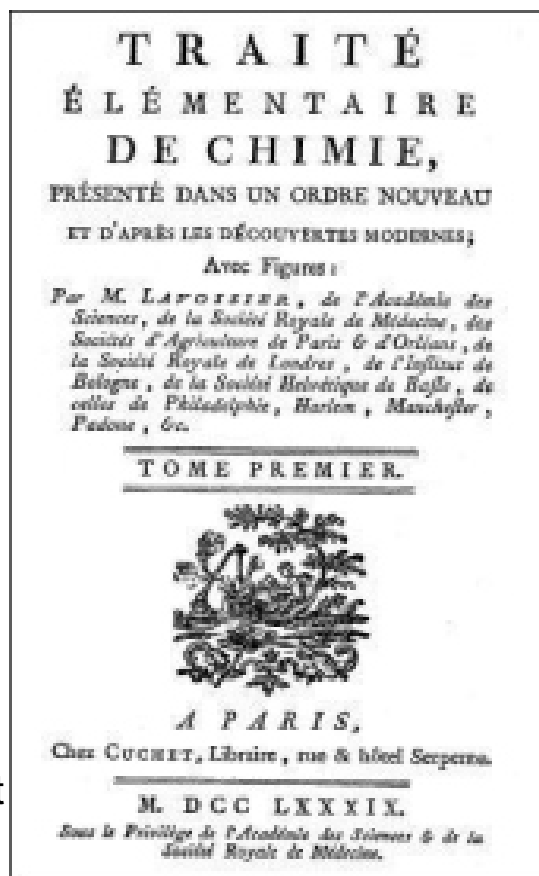 TRAITÉ
ÉLÉMENTAIRE
DE CHIMIE,
PRÉSENTÉ DANS UN ORDRE NOUVEAU
ET D'APRÈS LES DÉCOUVERTES MODERNES;
Avec Figures:
Par M. LAVOISIER, de l'Académie des
Sciences, de la Société Royale de Médecine, des
Sociétés d'Agriculture de Paris & d'Orléans, de
la Société Royale de Londres, de l'Institut de
Bologne, de la Société Helvétique de Basle, de
celles de Philadelphie, Harlem, Manchester,
Padoue, &c.
TOME PREMIER.
A PARIS,
Chez CUCHET, Libraire, rue & hôtel Serpente.
M. DCC LXXXIX.
Sous le Privilège de l'Académie des Sciences & de la
Société Royale de Médecine.
t